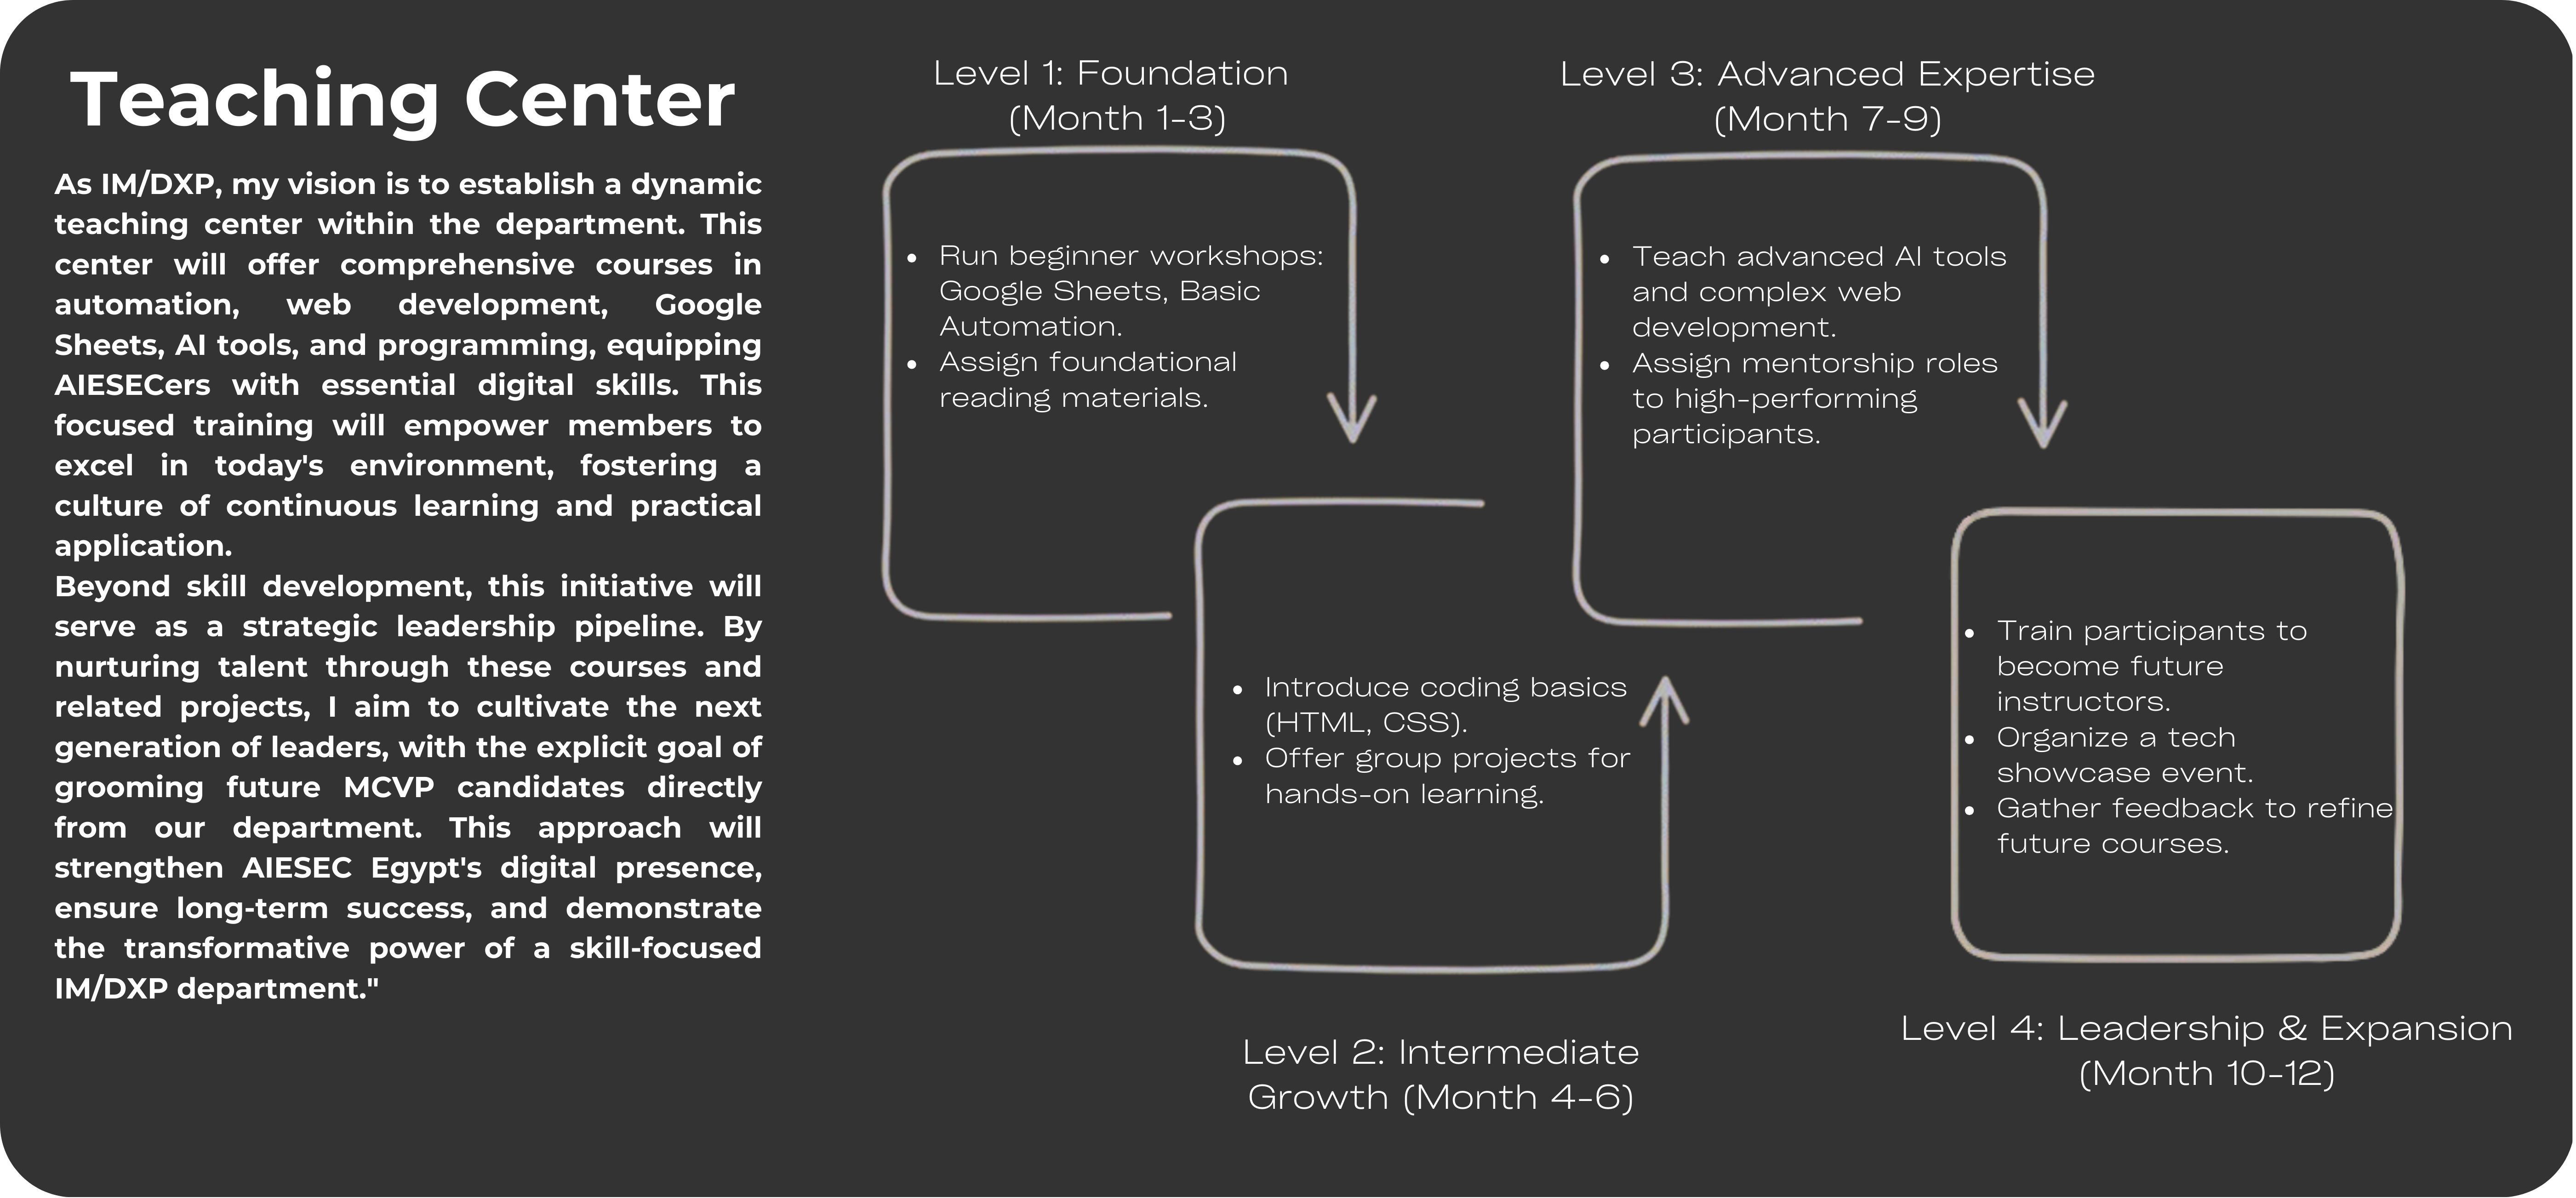 Teaching Center
As IM/DXP, my vision is to establish a dynamic
teaching center within the department. This
center will offer comprehensive courses in
automation, web development, Google
Sheets, AI tools, and programming, equipping
AIESECers with essential digital skills. This
focused training will empower members to
excel in today's environment, fostering a
culture of continuous learning and practical
application.
Beyond skill development, this initiative will
serve as a strategic leadership pipeline. By
nurturing talent through these courses and
related projects, I aim to cultivate the next
generation of leaders, with the explicit goal of
grooming future MCVP candidates directly
from our department. This approach will
strengthen AIESEC Egypt's digital presence,
ensure long-term success, and demonstrate
the transformative power of a skill-focused
IM/DXP department."
Level 1: Foundation
(Month 1-3)
• Run beginner workshops:
Google Sheets, Basic
Automation.
• Assign foundational
reading materials.
• Introduce coding basics
(HTML, CSS).
• Offer group projects for
hands-on learning.
Level 2: Intermediate
Growth (Month 4-6)
Level 3: Advanced Expertise
(Month 7-9)
• Teach advanced AI tools
and complex web
development.
• Assign mentorship roles
to high-performing
participants.
• Train participants to
become future
instructors.
• Organize a tech
showcase event.
• Gather feedback to refine
future courses.
Level 4: Leadership & Expansion
(Month 10-12)